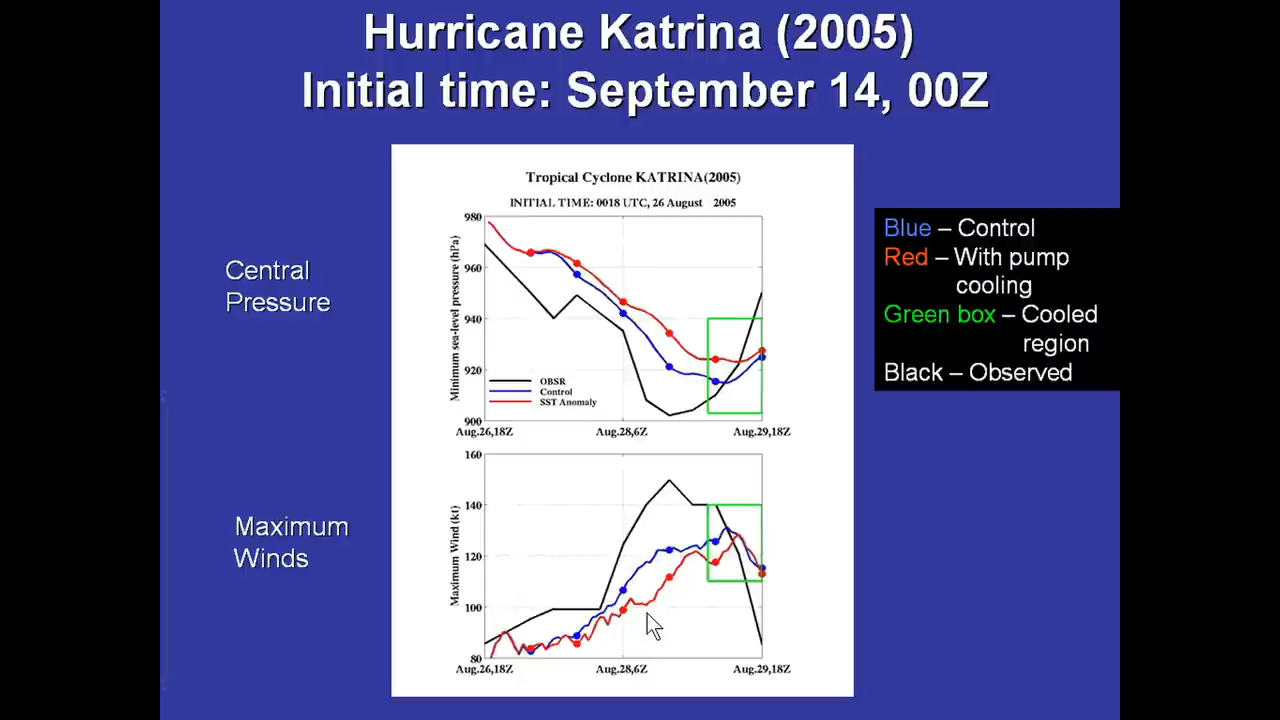 Hurricane Katrina (2005)
Initial time: September 14, 00Z
Tropical Cyclone KATRINA(2005)
INITIAL TIME: 0018 UTC, 26 August 2005
Central
Pressure
Minimum sea-level pressure (hPa)
980
960
940
920
900
OBSR
Control
SST Anomaly
Aug.26,18Z
Aug.28,6Z
Aug.29,18Z
Blue – Control
Red – With pump
cooling
Green box – Cooled
region
Black – Observed
Maximum
Winds
Maximum Wind (kt)
160
140
120
100
80
Aug.26,18Z
Aug.28,6Z
Aug.29,18Z